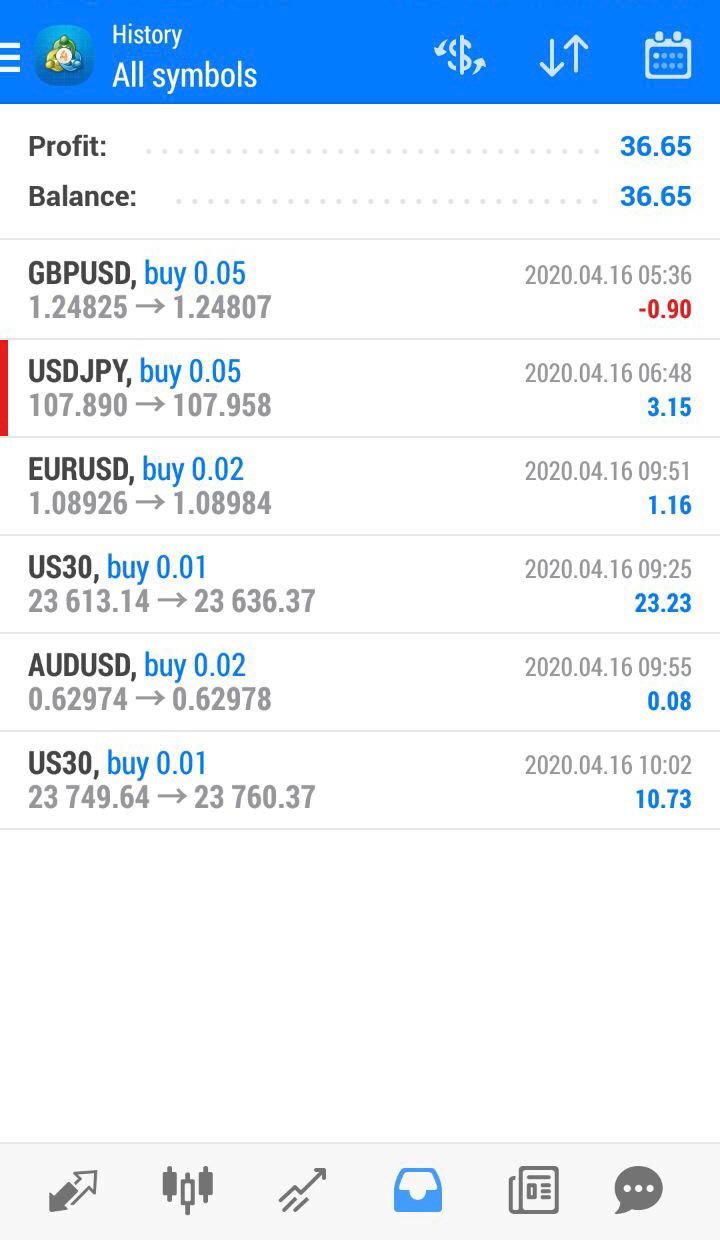 History
All symbols
Profit: 36.65
Balance: 36.65
GBPUSD, buy 0.05 2020.04.16 05:36
1.24825 → 1.24807 -0.90
USDJPY, buy 0.05 2020.04.16 06:48
107.890 → 107.958 3.15
EURUSD, buy 0.02 2020.04.16 09:51
1.08926 → 1.08984 1.16
US30, buy 0.01 2020.04.16 09:25
23 613.14 → 23 636.37 23.23
AUDUSD, buy 0.02 2020.04.16 09:55
0.62974 → 0.62978 0.08
US30, buy 0.01 2020.04.16 10:02
23 749.64 → 23 760.37 10.73